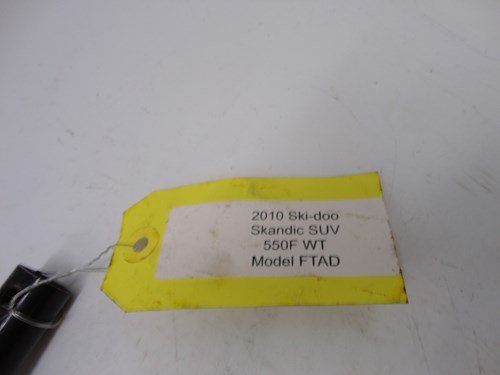 2010 Ski-doo
Skandic SUV
550F WT
Model FTAD